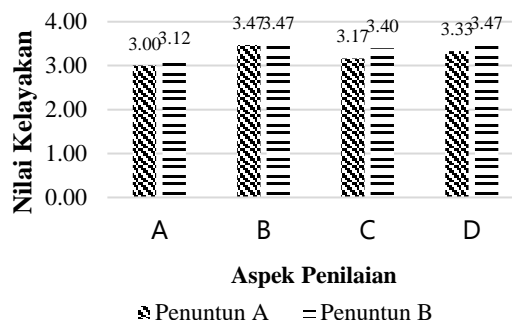 4.00
3.00
2.00
1.00
0.00
Nilai Kelayakan
3.00 3.12 3.47 3.47 3.17 3.40 3.33 3.47
A B C D
Aspek Penilaian
Penuntun A Penuntun B